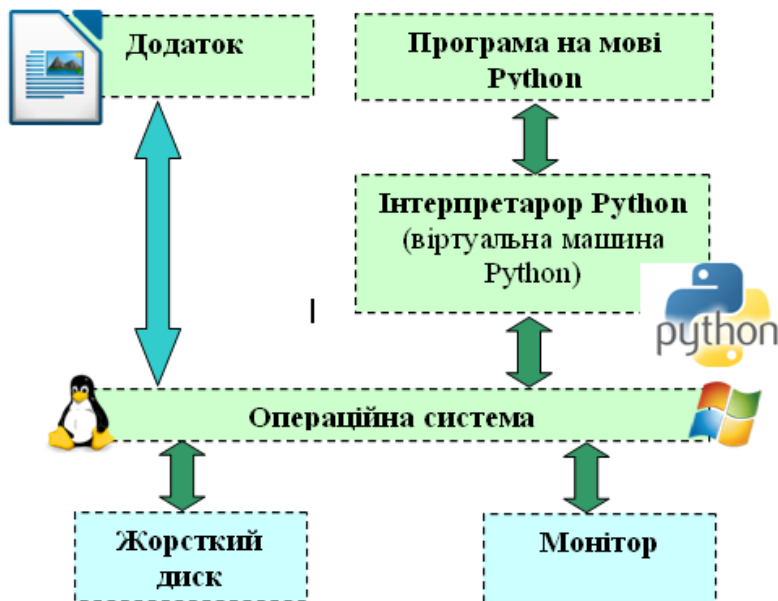 Додаток
Програма на мові
Python
Інтерпретарор Python
(віртуальна машина
Python)
python
Операційна система
Жорсткий
диск
Монітор